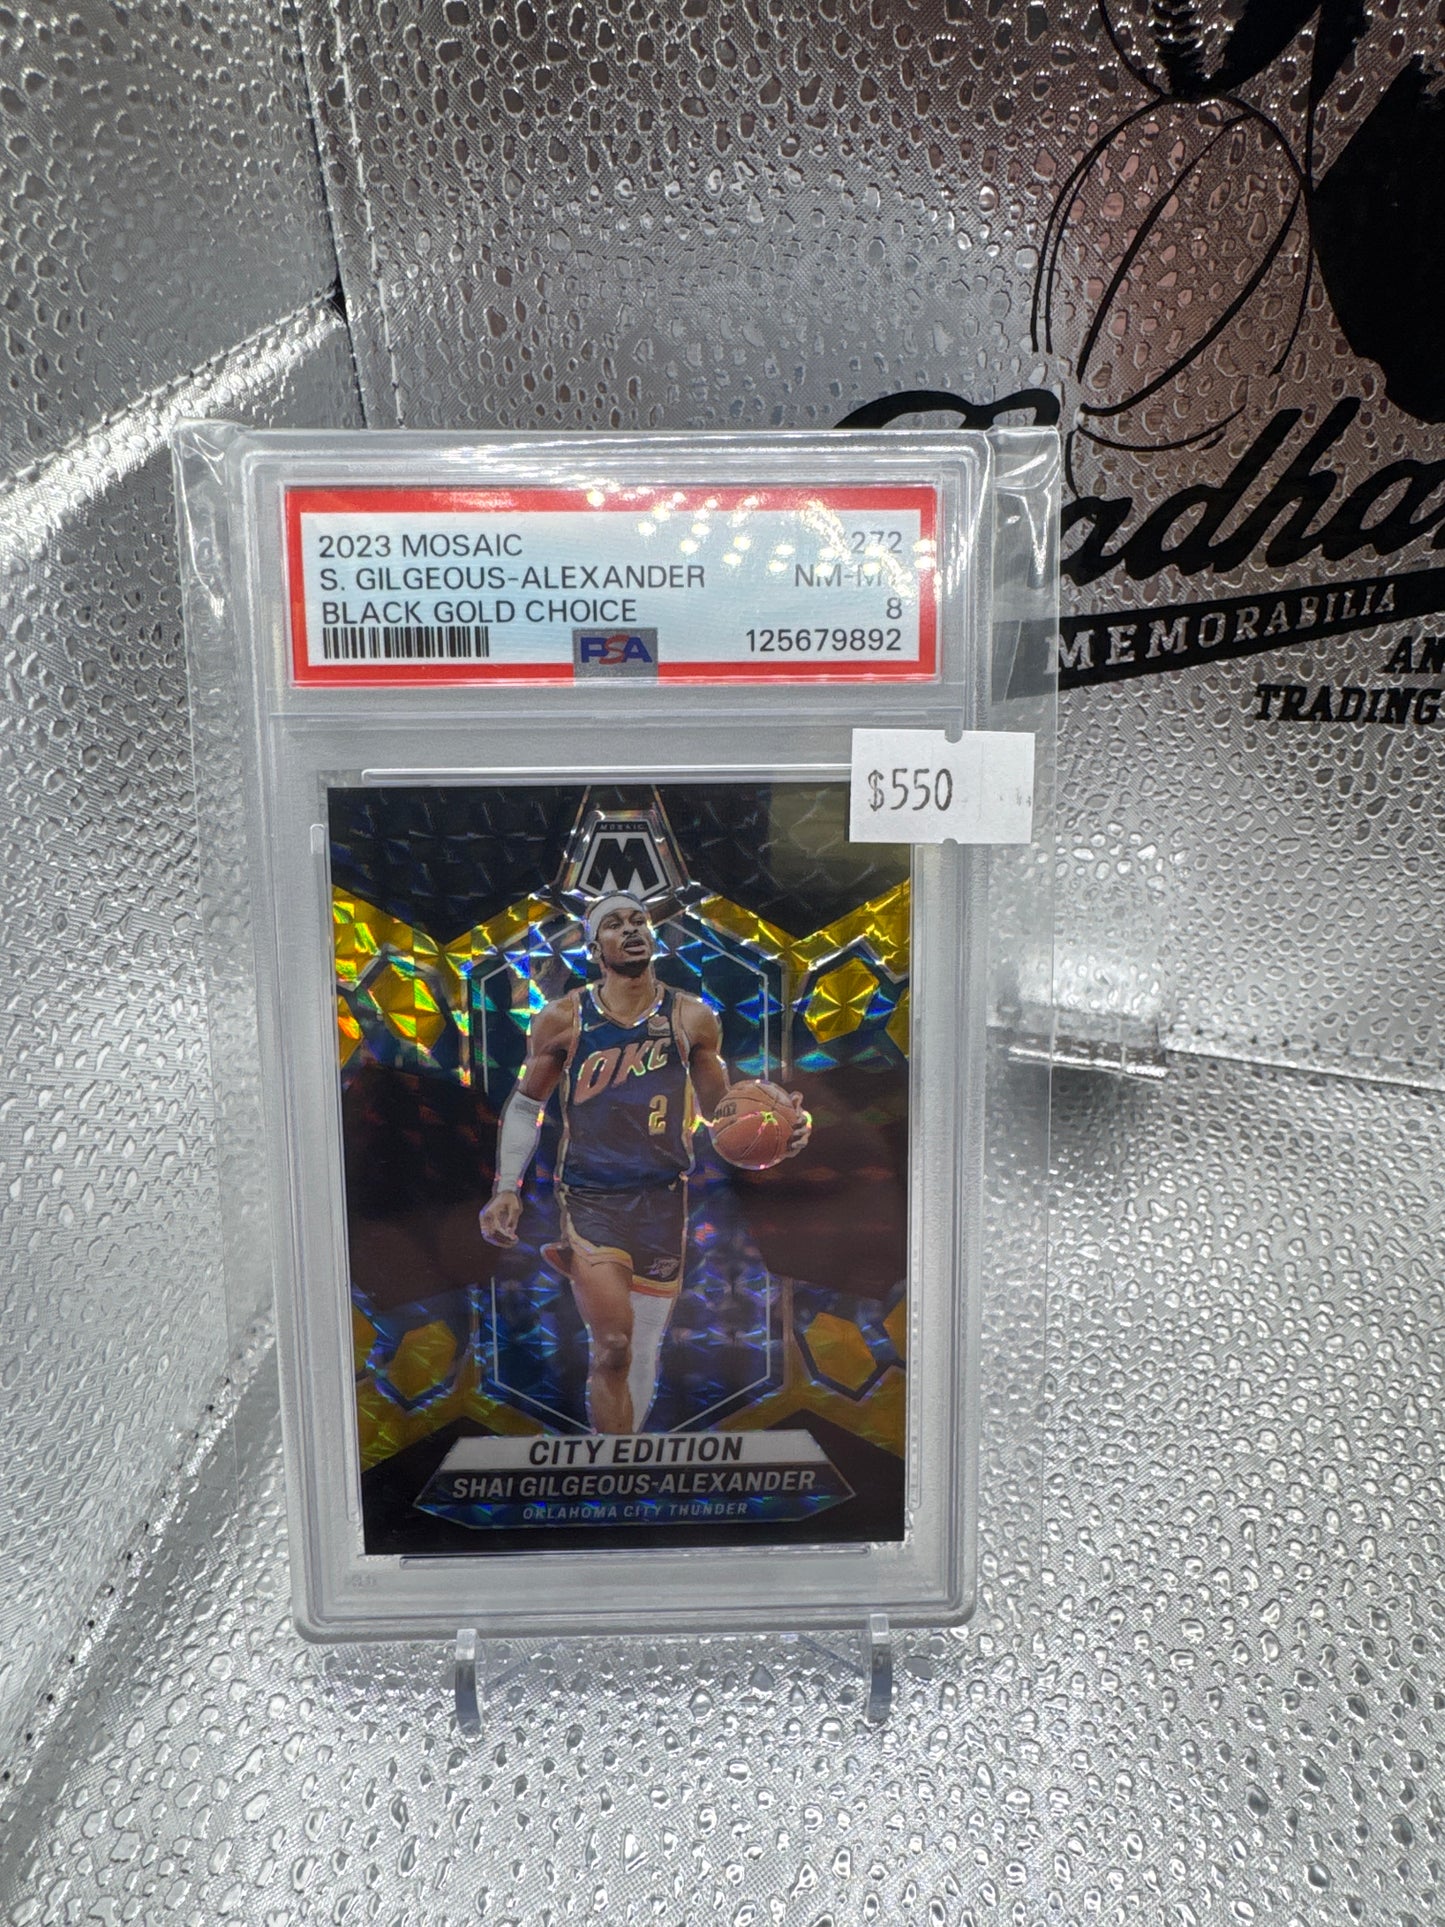 2023 MOSAIC
272
S. GILGEOUS-ALEXANDER
BLACK GOLD CHOICE
8
PSA
125679892
$550
MOSAIC
M
OKC
2
CITY EDITION
SHAI GILGEOUS-ALEXANDER
OKLAHOMA CITY THUNDER
MEMORABILIA
TRADING